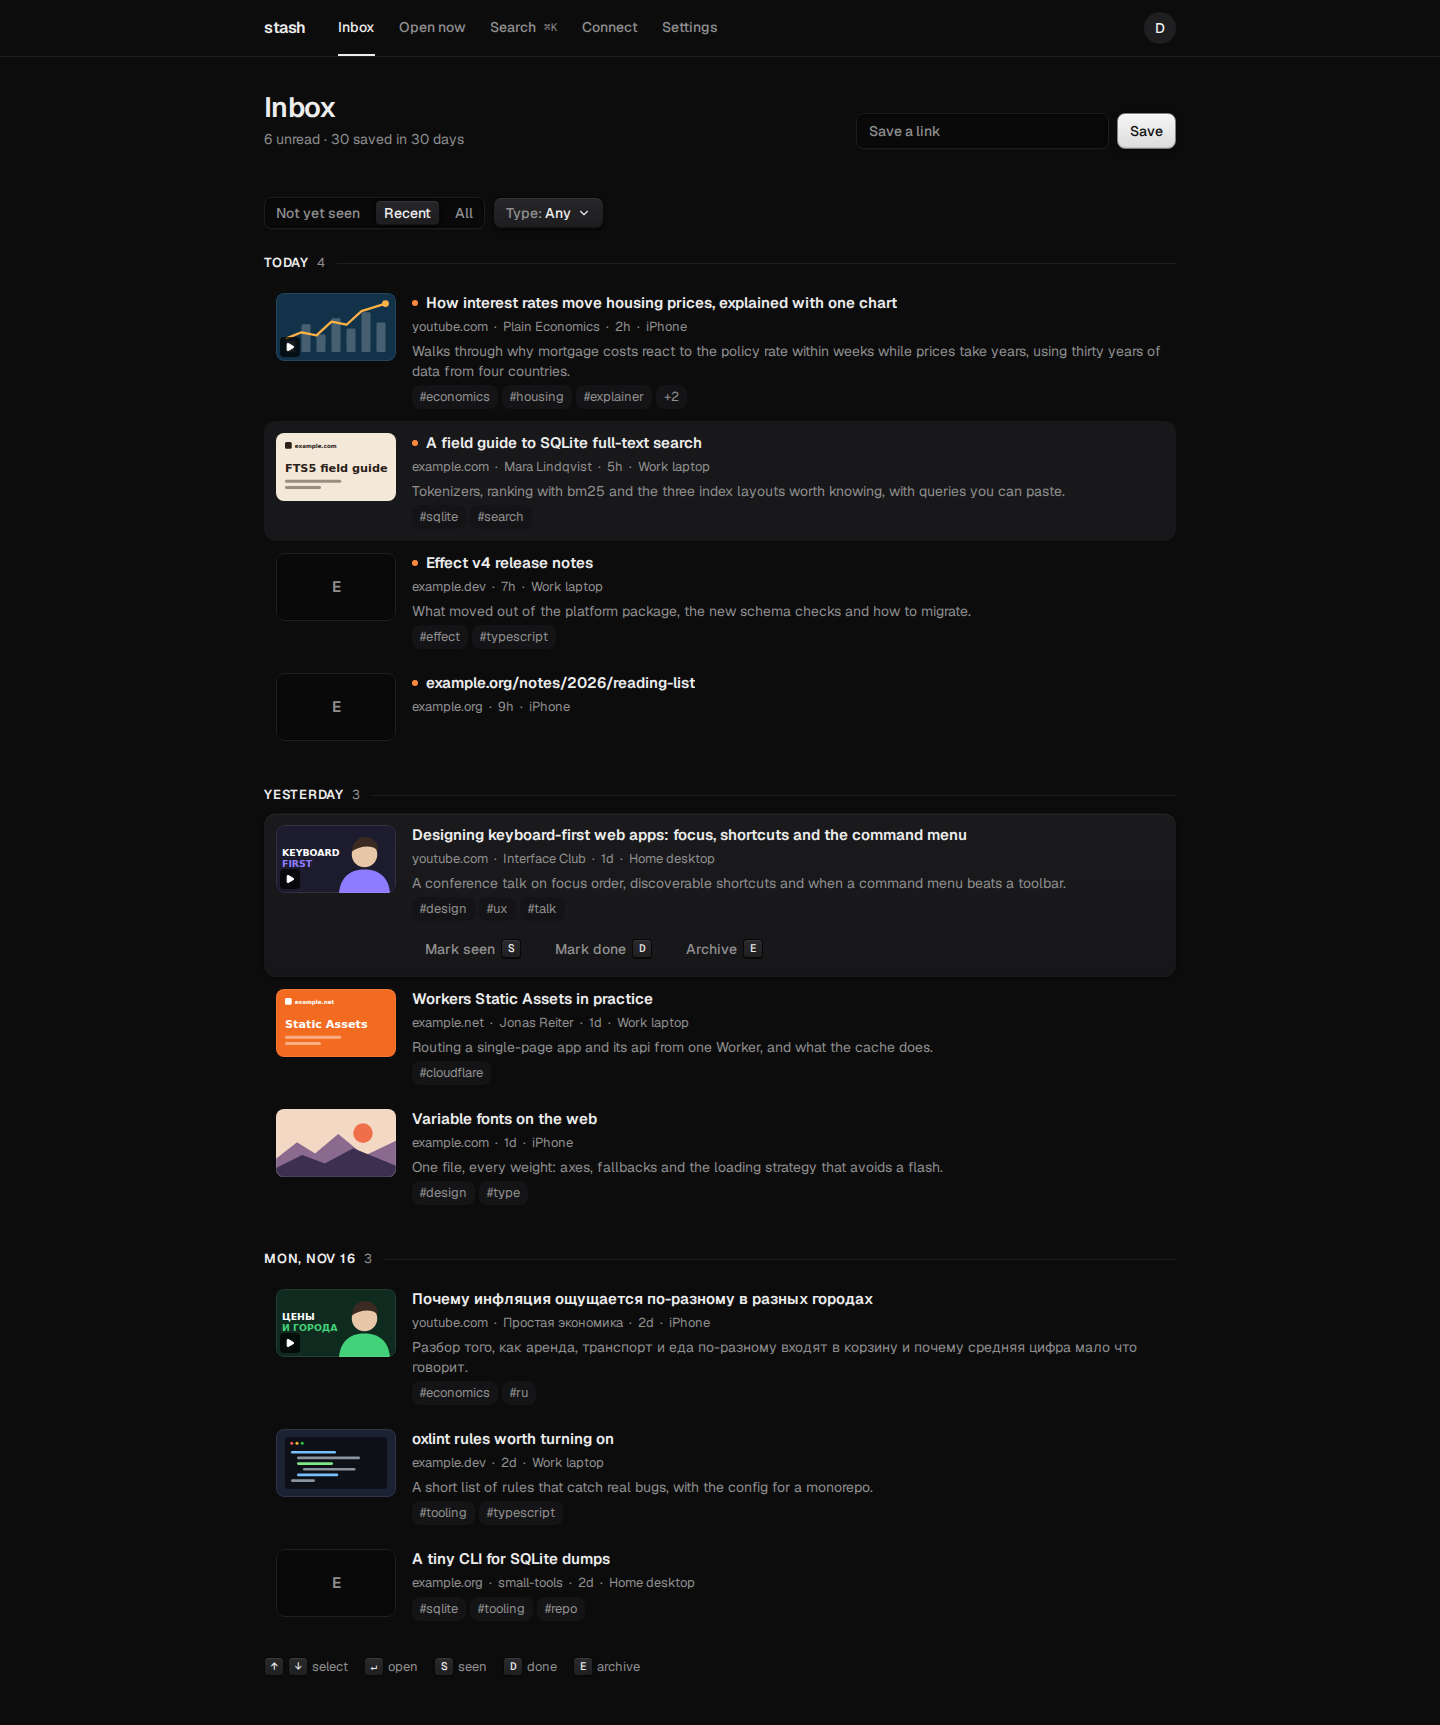 stash Inbox Open now Search ⌘K Connect Settings D
Inbox
6 unread · 30 saved in 30 days
Save a link Save
Not yet seen Recent All Type: Any
TODAY 4
How interest rates move housing prices, explained with one chart
youtube.com · Plain Economics · 2h · iPhone
Walks through why mortgage costs react to the policy rate within weeks while prices take years, using thirty years of
data from four countries.
#economics #housing #explainer +2
example.com
FTS5 field guide
A field guide to SQLite full-text search
example.com · Mara Lindqvist · 5h · Work laptop
Tokenizers, ranking with bm25 and the three index layouts worth knowing, with queries you can paste.
#sqlite #search
E
Effect v4 release notes
example.dev · 7h · Work laptop
What moved out of the platform package, the new schema checks and how to migrate.
#effect #typescript
E
example.org/notes/2026/reading-list
example.org · 9h · iPhone
YESTERDAY 3
KEYBOARD
FIRST
Designing keyboard-first web apps: focus, shortcuts and the command menu
youtube.com · Interface Club · 1d · Home desktop
A conference talk on focus order, discoverable shortcuts and when a command menu beats a toolbar.
#design #ux #talk
Mark seen S Mark done D Archive E
example.net
Static Assets
Workers Static Assets in practice
example.net · Jonas Reiter · 1d · Work laptop
Routing a single-page app and its api from one Worker, and what the cache does.
#cloudflare
Variable fonts on the web
example.com · 1d · iPhone
One file, every weight: axes, fallbacks and the loading strategy that avoids a flash.
#design #type
MON, NOV 16 3
ЦЕНЫ
И ГОРОДА
Почему инфляция ощущается по-разному в разных городах
youtube.com · Простая экономика · 2d · iPhone
Разбор того, как аренда, транспорт и еда по-разному входят в корзину и почему средняя цифра мало что
говорит.
#economics #ru
oxlint rules worth turning on
example.dev · 2d · Work laptop
A short list of rules that catch real bugs, with the config for a monorepo.
#tooling #typescript
E
A tiny CLI for SQLite dumps
example.org · small-tools · 2d · Home desktop
#sqlite #tooling #repo
↑ ↓ select ↵ open S seen D done E archive